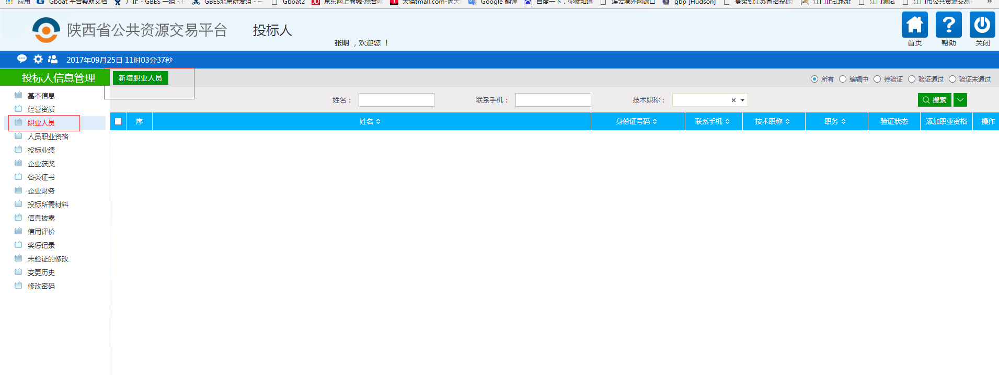 应用 Gboat 平台帮助文档 GBES 一组 - GBES北京研发组 - Gboat2 京东网上商城-综合网 天猫tmall.com- Google 翻译 百度一下，你就知道 连云港外网端口 gbp [Hudson] 登录到江苏省招投标 江门正式地址 江门测试 江门市公共资源交易 »
陕西省公共资源交易平台 投标人
张明 ，欢迎您 ！
首页 帮助 关闭
2017年09月25日 11时03分37秒
投标人信息管理
新增职业人员
所有 编辑中 待验证 验证通过 验证未通过
姓名： 联系手机： 技术职称： 搜索
序 姓名 身份证号码 联系手机 技术职称 职务 验证状态 添加职业资格 操作
基本信息
经营资质
职业人员
人员职业资格
投标业绩
企业获奖
各类证书
企业财务
投标所需材料
信息披露
信用评价
奖惩记录
未验证的修改
变更历史
修改密码